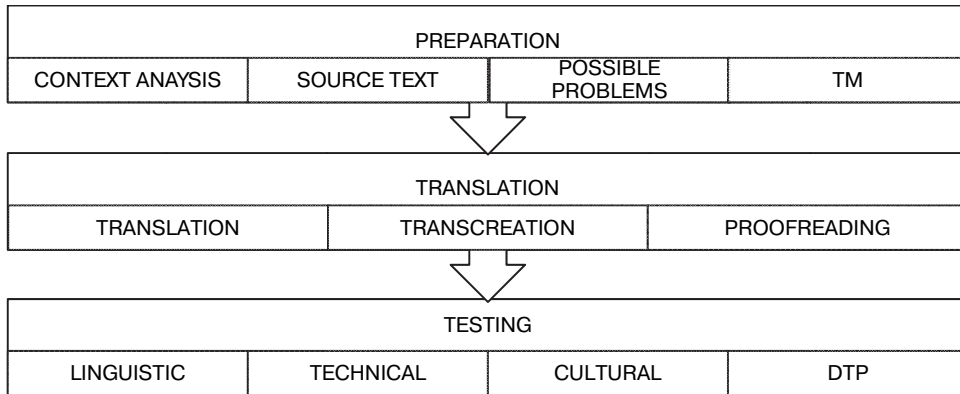 PREPARATION
CONTEXT ANAYSIS
SOURCE TEXT
POSSIBLE
PROBLEMS
TM
TRANSLATION
TRANSLATION
TRANSCREATION
PROOFREADING
TESTING
LINGUISTIC
TECHNICAL
CULTURAL
DTP